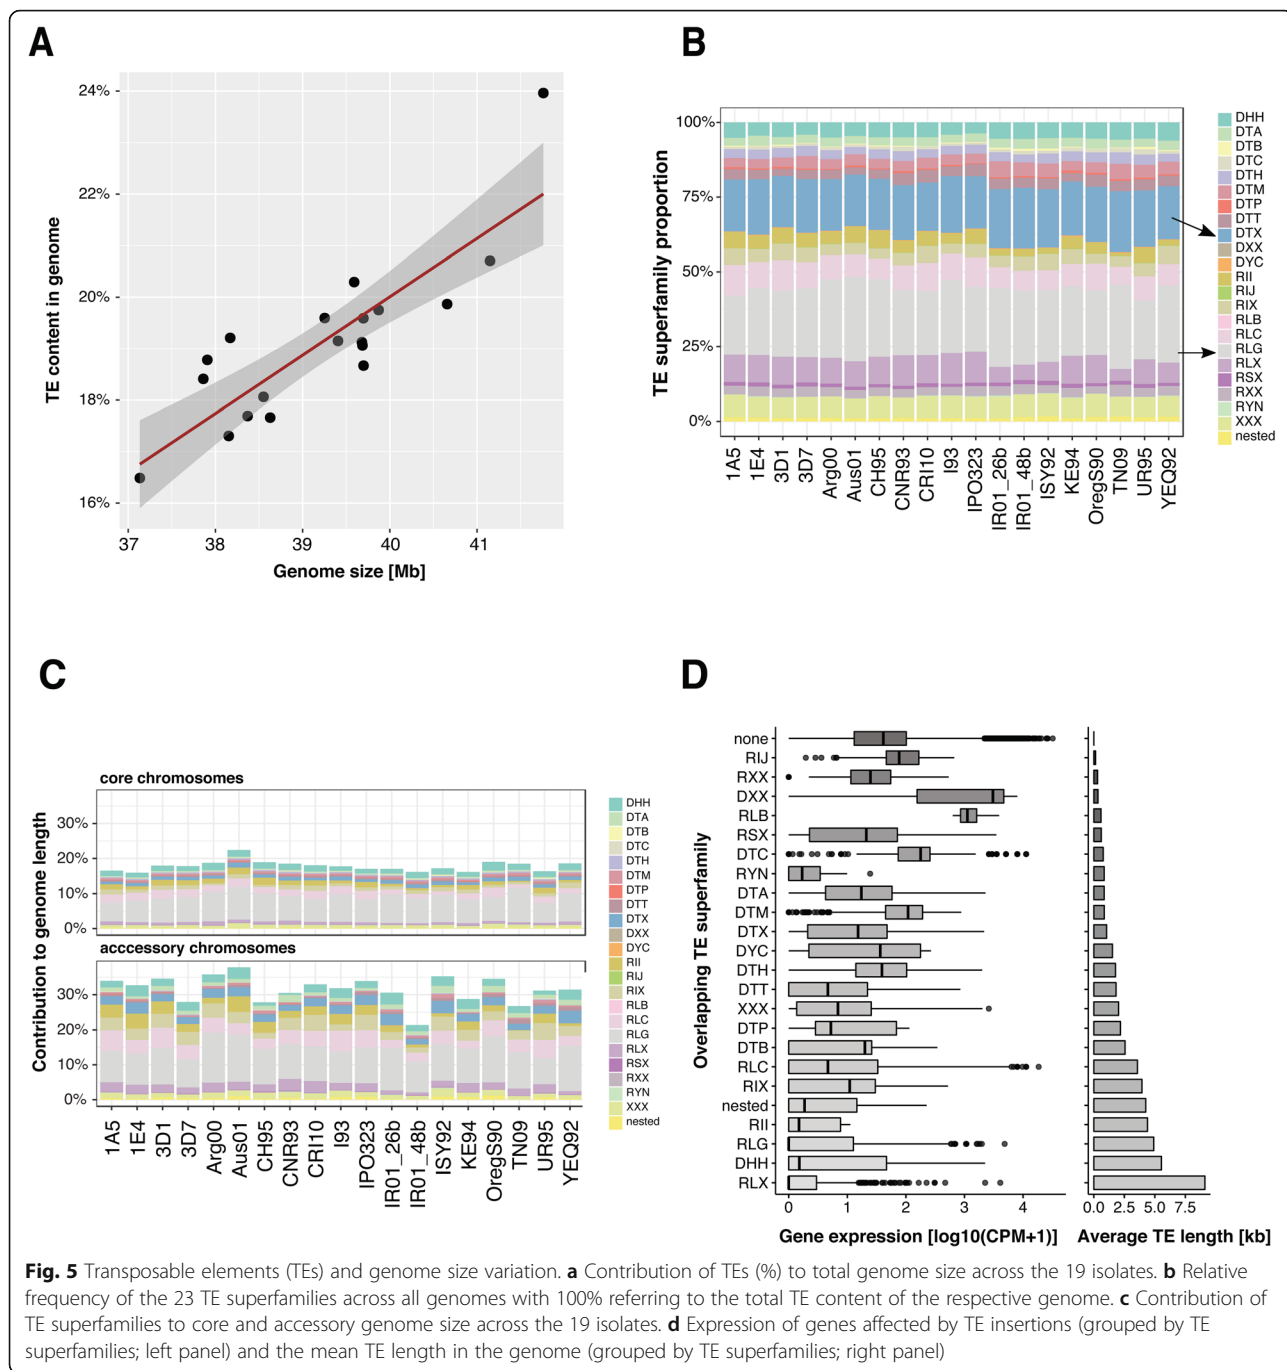 A
24%
22%
20%
18%
16%
TE content in genome
37 38 39 40 41
Genome size [Mb]
B
100%
75%
50%
25%
0%
TE superfamily proportion
1A5 1E4 3D1 3D7 Arg00 Aus01 CH95 CNR93 CRI10 I93 IPO323 IR01_26b IR01_48b ISY92 KE94 OregS90 TN09 UR95 YEQ92
DHH
DTA
DTB
DTC
DTH
DTM
DTP
DTT
DTX
DXX
DYC
RII
RIJ
RIX
RLB
RLC
RLG
RLX
RSX
RXX
RYN
XXX
nested
C
core chromosomes
30%
20%
10%
0%
acccessory chromosomes
30%
20%
10%
0%
Contribution to genome length
1A5 1E4 3D1 3D7 Arg00 Aus01 CH95 CNR93 CRI10 I93 IPO323 IR01_26b IR01_48b ISY92 KE94 OregS90 TN09 UR95 YEQ92
DHH
DTA
DTB
DTC
DTH
DTM
DTP
DTT
DTX
DXX
DYC
RII
RIJ
RIX
RLB
RLC
RLG
RLX
RSX
RXX
RYN
XXX
nested
D
Overlapping TE superfamily
none
RIJ
RXX
DXX
RLB
RSX
DTC
RYN
DTA
DTM
DTX
DYC
DTH
DTT
XXX
DTP
DTB
RLC
RIX
nested
RII
RLG
DHH
RLX
0 1 2 3 4
Gene expression [log10(CPM+1)]
0.0 2.5 5.0 7.5
Average TE length [kb]
Fig. 5 Transposable elements (TEs) and genome size variation. a Contribution of TEs (%) to total genome size across the 19 isolates. b Relative
frequency of the 23 TE superfamilies across all genomes with 100% referring to the total TE content of the respective genome. c Contribution of
TE superfamilies to core and accessory genome size across the 19 isolates. d Expression of genes affected by TE insertions (grouped by TE
superfamilies; left panel) and the mean TE length in the genome (grouped by TE superfamilies; right panel)